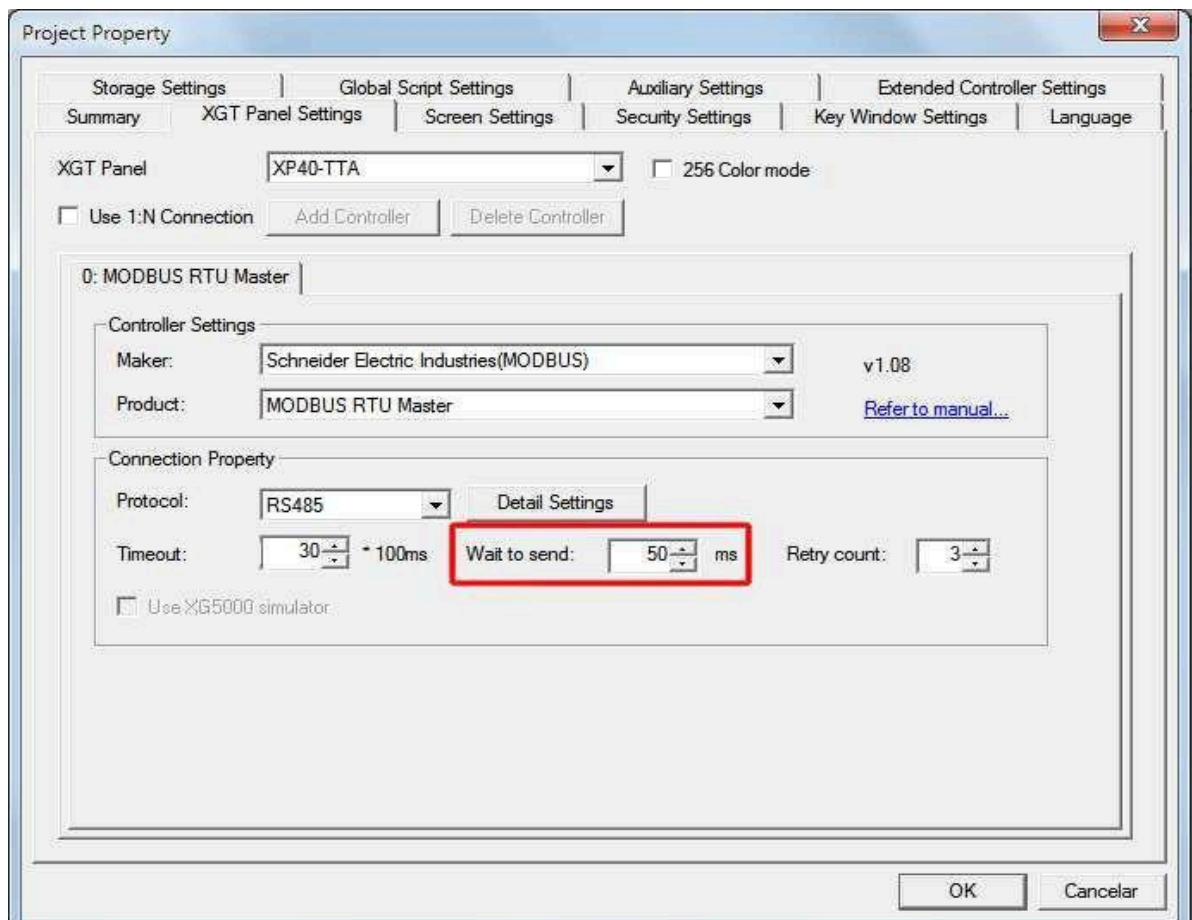 Project Property
Storage Settings Global Script Settings Auxiliary Settings Extended Controller Settings
Summary XGT Panel Settings Screen Settings Security Settings Key Window Settings Language
XGT Panel XP40-TTA 256 Color mode
Use 1:N Connection Add Controller Delete Controller
0: MODBUS RTU Master
Controller Settings
Maker: Schneider Electric Industries(MODBUS) v1.08
Product: MODBUS RTU Master Refer to manual...
Connection Property
Protocol: RS485 Detail Settings
Timeout: 30 * 100ms Wait to send: 50 ms Retry count: 3
Use XG5000 simulator
OK Cancelar